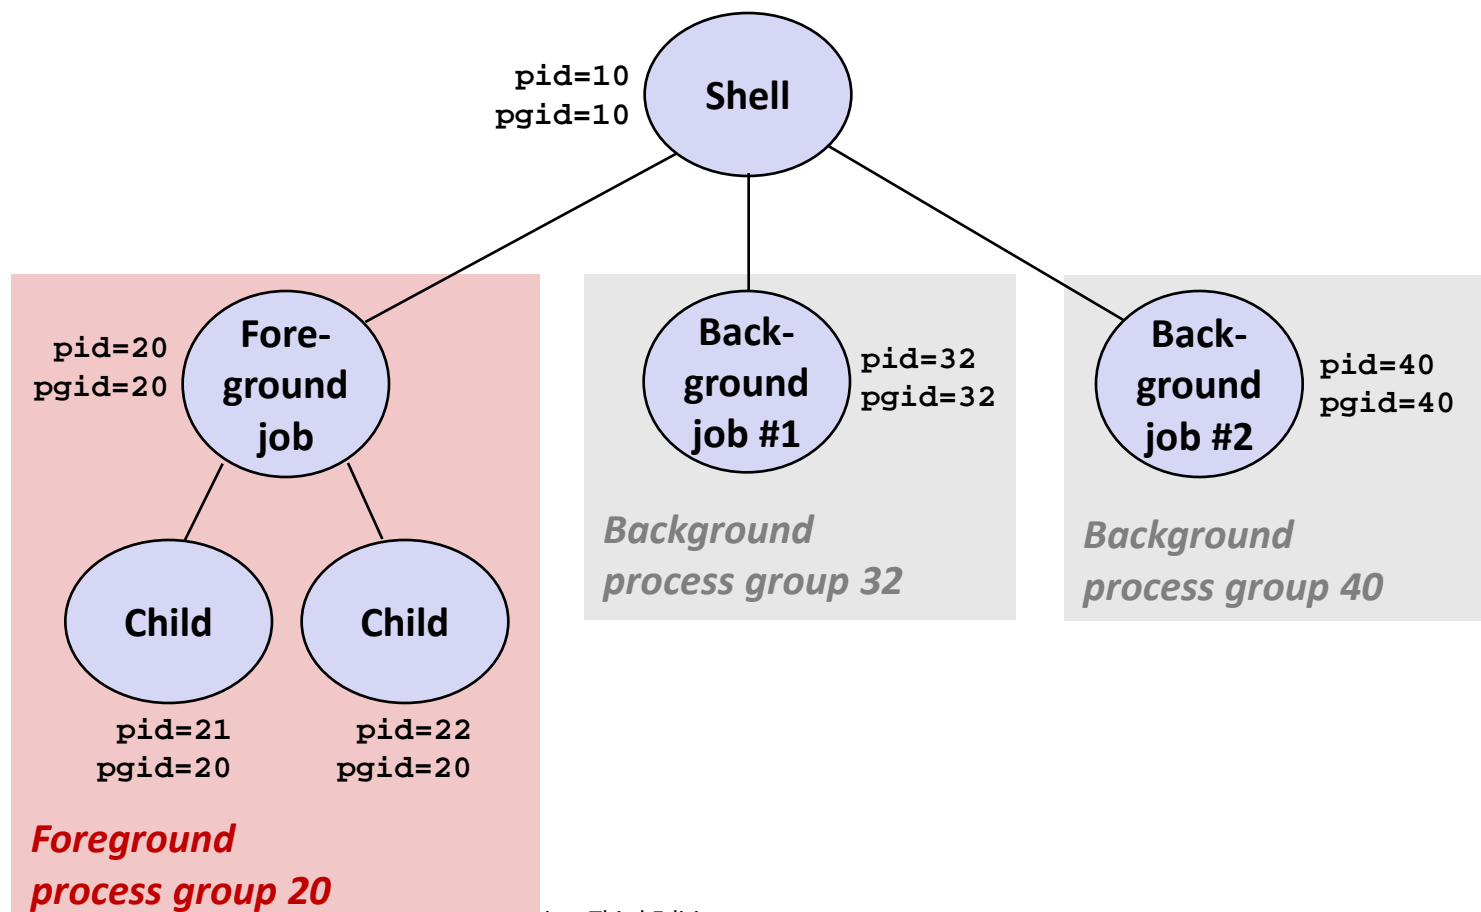 pid=10
pgid=10
Shell
pid=20
pgid=20
Fore-
ground
job
Back-
ground
job #1
pid=32
pgid=32
Back-
ground
job #2
pid=40
pgid=40
Background
process group 32
Background
process group 40
Child
Child
pid=21
pgid=20
pid=22
pgid=20
Foreground
process group 20